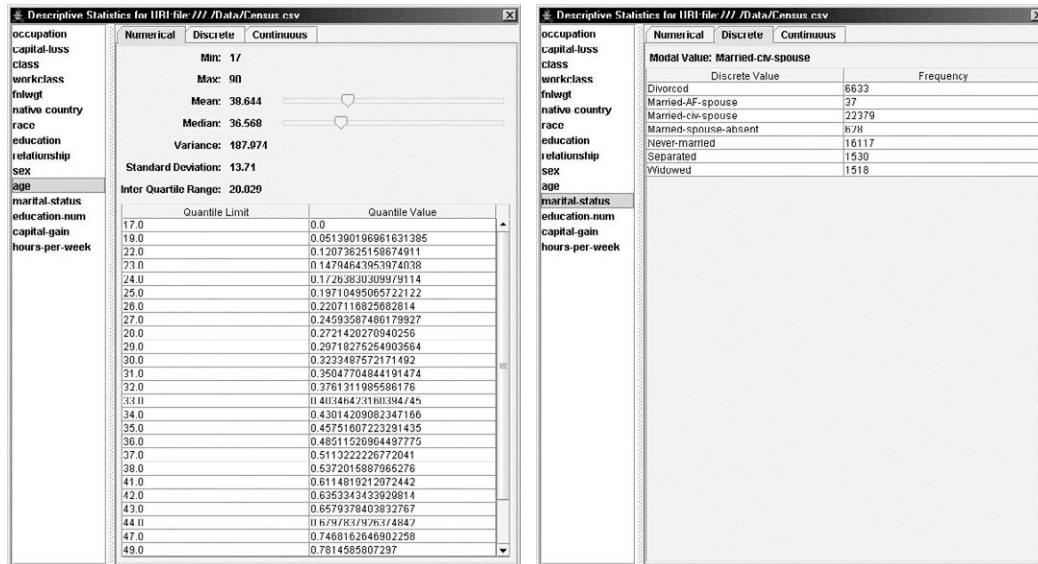 Descriptive Statistics for URI:file:///./Data/Census.csv
occupation
capital-loss
class
workclass
fnlwgt
native country
race
education
relationship
sex
age
marital-status
education-num
capital-gain
hours-per-week
Numerical Discrete Continuous
Min: 17
Max: 90
Mean: 38.644
Median: 36.568
Variance: 187.974
Standard Deviation: 13.71
Inter Quartile Range: 20.029
Quantile Limit Quantile Value
17.0 0.0
19.0 0.051390196961631385
22.0 0.12073625158674911
23.0 0.14794643953974038
24.0 0.17263830309979114
25.0 0.19710495065722122
26.0 0.2207116825682814
27.0 0.24593587486179927
28.0 0.2721420270940256
29.0 0.29718275254903564
30.0 0.3233487572171492
31.0 0.35047704844191474
32.0 0.3761311985586176
33.0 0.40346423160394745
34.0 0.43014209082347166
35.0 0.45751607223291435
36.0 0.48511526964497775
37.0 0.5113222226772041
38.0 0.5372015887965276
41.0 0.6114819212972442
42.0 0.6353343433929814
43.0 0.6579378403832767
44.0 0.6797837926374842
47.0 0.7468162646902258
49.0 0.7814585807297
Descriptive Statistics for URI:file:///./Data/Census.csv
occupation
capital-loss
class
workclass
fnlwgt
native country
race
education
relationship
sex
age
marital-status
education-num
capital-gain
hours-per-week
Numerical Discrete Continuous
Modal Value: Married-civ-spouse
Discrete Value Frequency
Divorced 6633
Married-AF-spouse 37
Married-civ-spouse 22379
Married-spouse-absent 628
Never-married 16117
Separated 1530
Widowed 1518